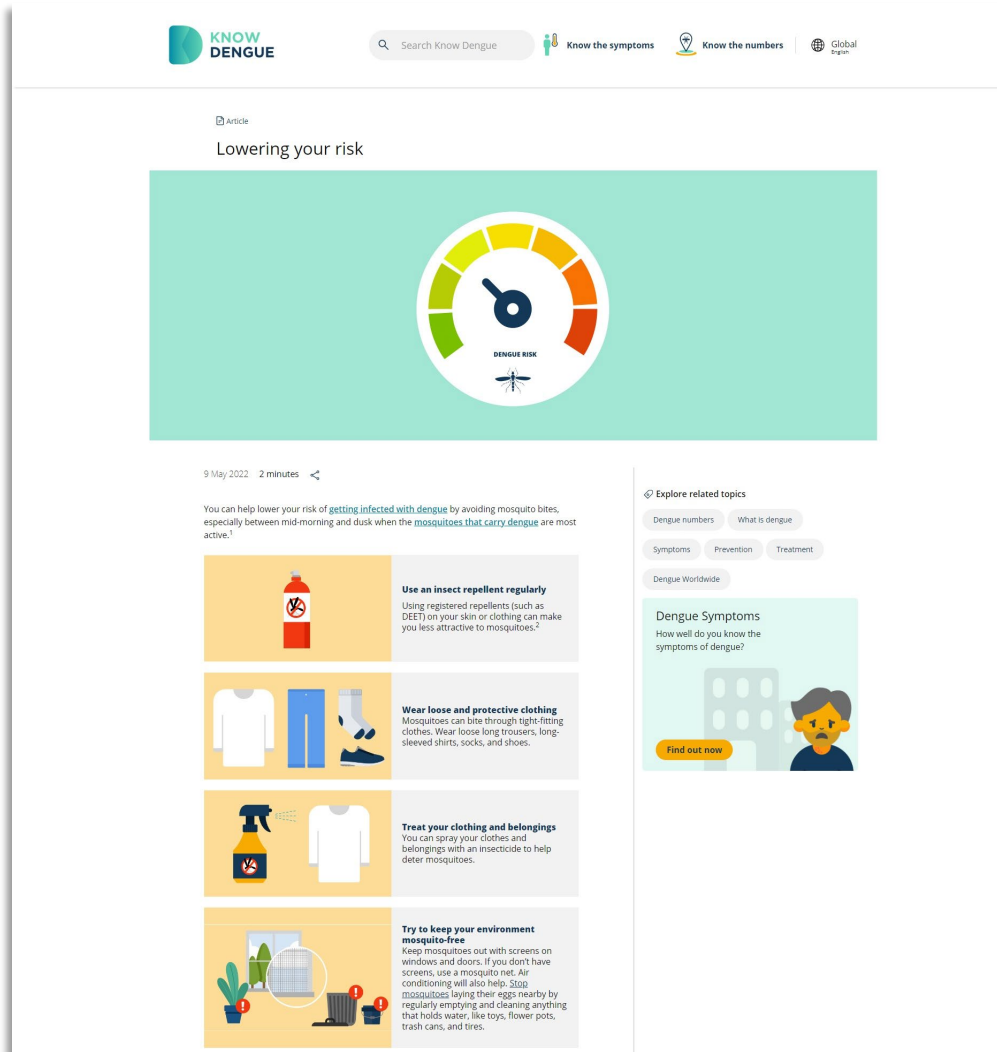 KNOW
DENGUE
Search Know Dengue
Know the symptoms
Know the numbers
Global
English
Article
Lowering your risk
DENGUE RISK
9 May 2022 2 minutes
You can help lower your risk of getting infected with dengue by avoiding mosquito bites,
especially between mid-morning and dusk when the mosquitoes that carry dengue are most
active.1
Use an insect repellent regularly
Using registered repellents (such as
DEET) on your skin or clothing can make
you less attractive to mosquitoes.2
Wear loose and protective clothing
Mosquitoes can bite through tight-fitting
clothes. Wear loose long trousers, long-
sleeved shirts, socks, and shoes.
Treat your clothing and belongings
You can spray your clothes and
belongings with an insecticide to help
deter mosquitoes.
Try to keep your environment
mosquito-free
Keep mosquitoes out with screens on
windows and doors. If you don't have
screens, use a mosquito net. Air
conditioning will also help. Stop
mosquitoes laying their eggs nearby by
regularly emptying and cleaning anything
that holds water, like toys, flower pots,
trash cans, and tires.
Explore related topics
Dengue numbers
What is dengue
Symptoms
Prevention
Treatment
Dengue Worldwide
Dengue Symptoms
How well do you know the
symptoms of dengue?
Find out now